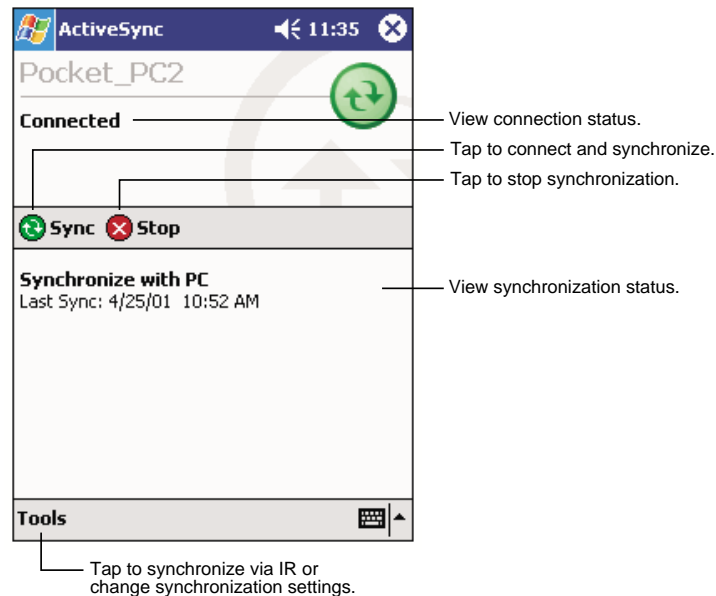 ActiveSync 11:35
Pocket_PC2
Connected
View connection status.
Tap to connect and synchronize.
Tap to stop synchronization.
Sync Stop
Synchronize with PC
Last Sync: 4/25/01 10:52 AM
View synchronization status.
Tools
Tap to synchronize via IR or
change synchronization settings.